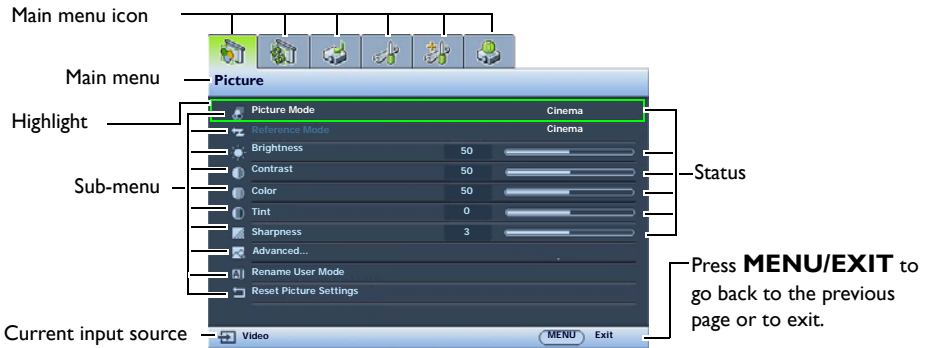 Main menu icon
Main menu
Picture
Highlight
Picture Mode Cinema
Reference Mode Cinema
Brightness 50
Contrast 50
Sub-menu
Status
Color 50
Tint 0
Sharpness 3
Advanced...
Rename User Mode
Reset Picture Settings
Press MENU/EXIT to
go back to the previous
page or to exit.
Current input source
Video
MENU Exit